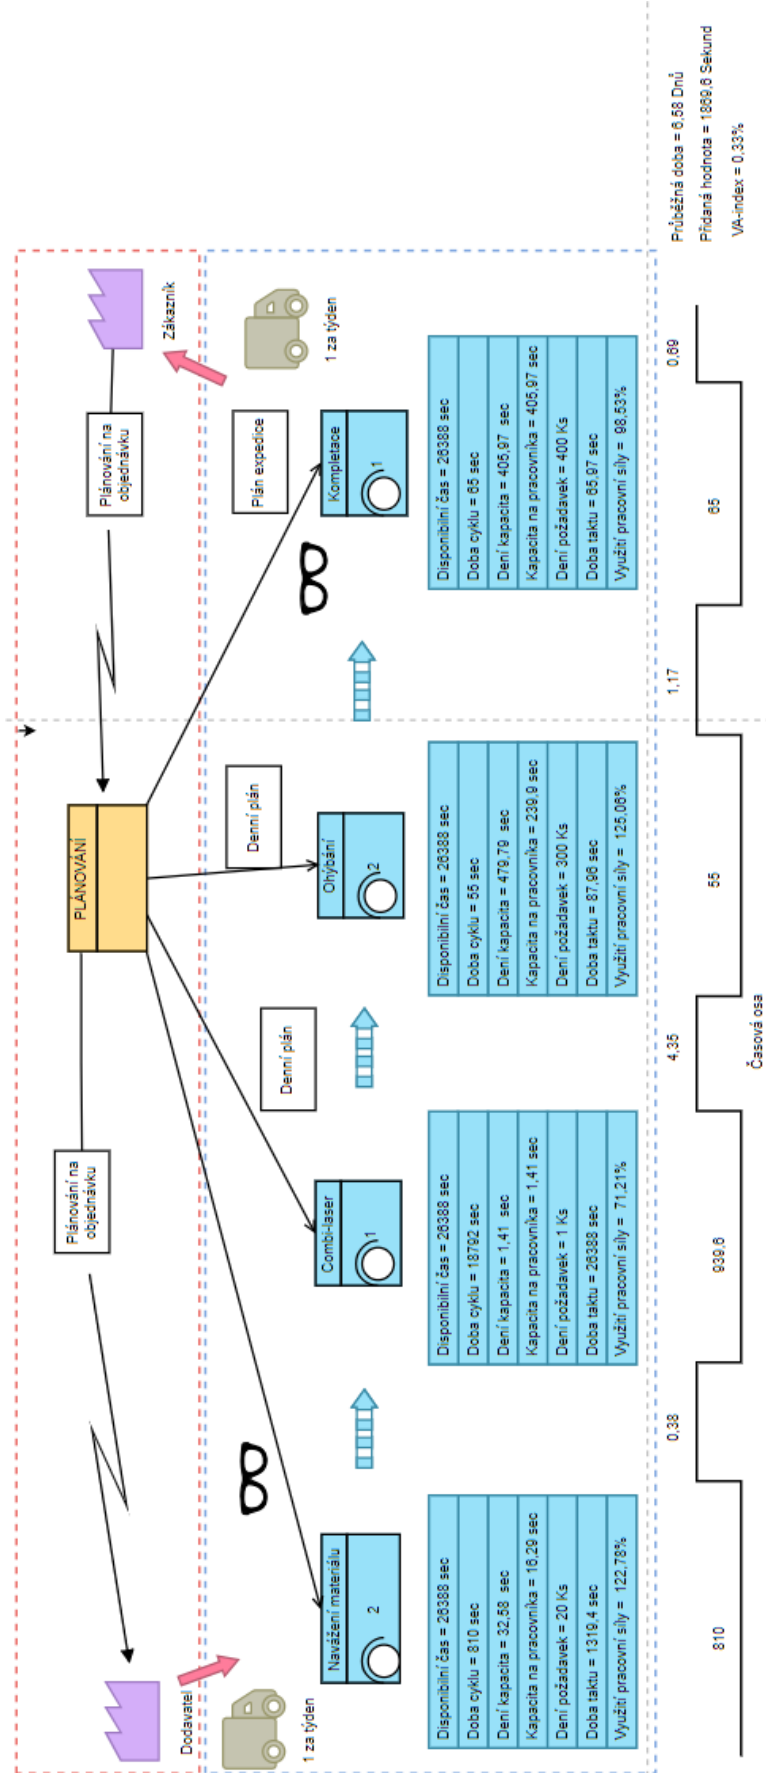 Plánování na
objednávku
PLÁNOVÁNÍ
Plánování na
objednávku
Dodavatel
Zákazník
1 za týden
Denní plán
Denní plán
Plán expedice
1 za týden
Navážení materiálu
2
Combi-laser
1
Ohýbání
2
Kompletace
1
Disponibilní čas = 26388 sec
Doba cyklu = 810 sec
Dení kapacita = 32,58 sec
Kapacita na pracovníka = 16,29 sec
Dení požadavek = 20 Ks
Doba taktu = 1319,4 sec
Využití pracovní síly = 122,78%
Disponibilní čas = 26388 sec
Doba cyklu = 18792 sec
Dení kapacita = 1,41 sec
Kapacita na pracovníka = 1,41 sec
Dení požadavek = 1 Ks
Doba taktu = 26388 sec
Využití pracovní síly = 71,21%
Disponibilní čas = 26388 sec
Doba cyklu = 55 sec
Dení kapacita = 479,79 sec
Kapacita na pracovníka = 239,9 sec
Dení požadavek = 300 Ks
Doba taktu = 87,96 sec
Využití pracovní síly = 125,06%
Disponibilní čas = 26388 sec
Doba cyklu = 65 sec
Dení kapacita = 405,97 sec
Kapacita na pracovníka = 405,97 sec
Dení požadavek = 400 Ks
Doba taktu = 65,97 sec
Využití pracovní síly = 98,53%
810
0,38
939,6
4,35
55
1,17
65
0,69
Časová osa
Průběžná doba = 6,58 Dnů
Přidaná hodnota = 1869,6 Sekund
VA-index = 0,33%